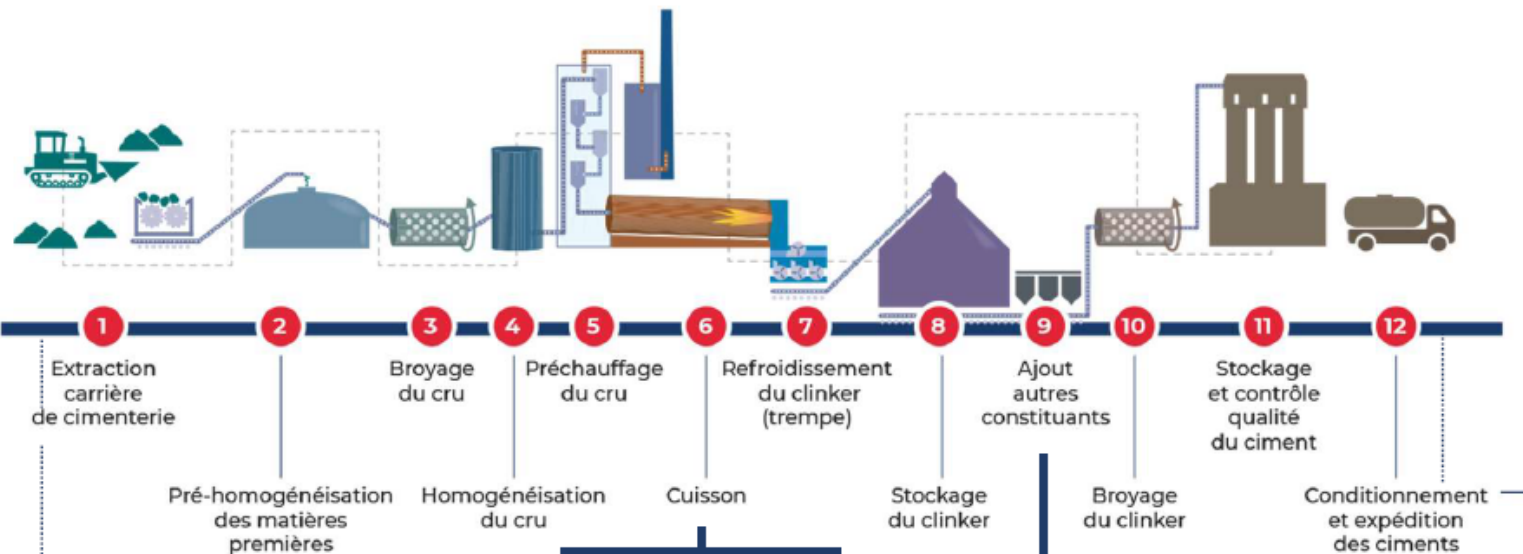 1
2
3
4
5
6
7
8
9
10
11
12
Extraction
carrière
de cimenterie
Pré-homogénéisation
des matières
premières
Broyage
du cru
Homogénéisation
du cru
Préchauffage
du cru
Cuisson
Refroidissement
du clinker
(trempe)
Stockage
du clinker
Ajout
autres
constituants
Broyage
du clinker
Stockage
et contrôle
qualité
du ciment
Conditionnement
et expédition
des ciments